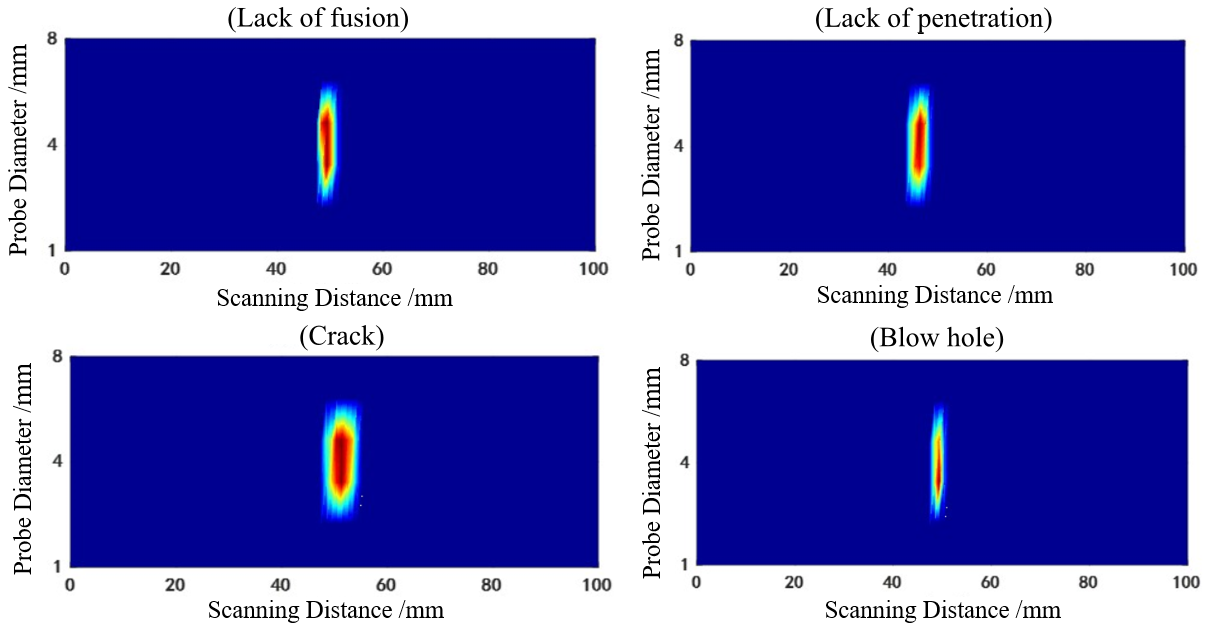 (Lack of fusion)
8
4
1
Probe Diameter /mm
0 20 40 60 80 100
Scanning Distance /mm
(Lack of penetration)
8
4
1
Probe Diameter /mm
0 20 40 60 80 100
Scanning Distance /mm
(Crack)
8
4
1
Probe Diameter /mm
0 20 40 60 80 100
Scanning Distance /mm
(Blow hole)
8
4
1
Probe Diameter /mm
0 20 40 60 80 100
Scanning Distance /mm